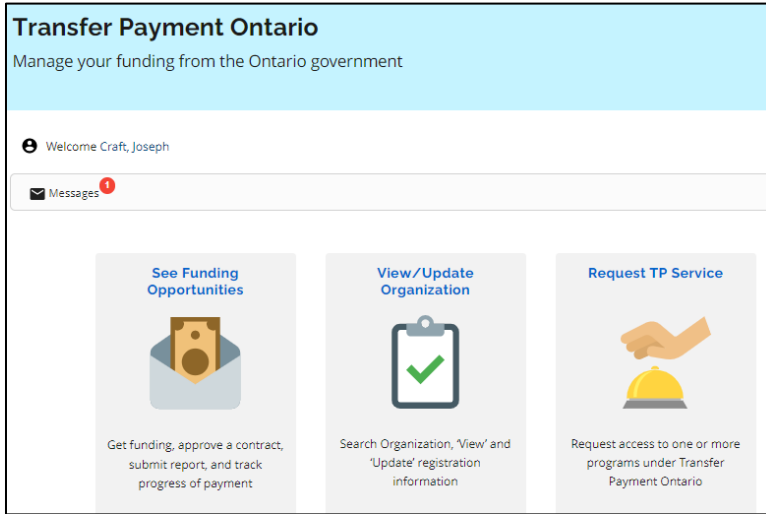 Transfer Payment Ontario
Manage your funding from the Ontario government
Welcome Craft, Joseph
Messages 1
See Funding
Opportunities
Get funding, approve a contract,
submit report, and track
progress of payment
View/Update
Organization
Search Organization, ‘View’ and
‘Update’ registration
information
Request TP Service
Request access to one or more
programs under Transfer
Payment Ontario